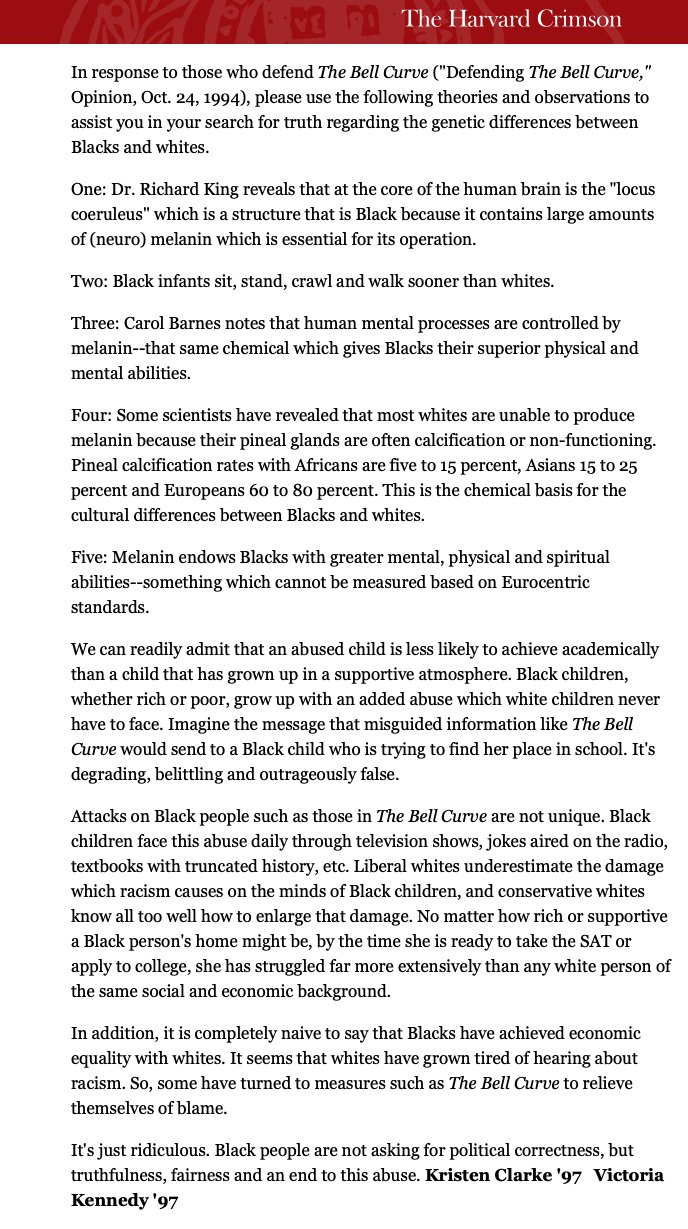 The Harvard Crimson
In response to those who defend The Bell Curve ("Defending The Bell Curve,"
Opinion, Oct. 24, 1994), please use the following theories and observations to
assist you in your search for truth regarding the genetic differences between
Blacks and whites.
One: Dr. Richard King reveals that at the core of the human brain is the "locus
coeruleus" which is a structure that is Black because it contains large amounts
of (neuro) melanin which is essential for its operation.
Two: Black infants sit, stand, crawl and walk sooner than whites.
Three: Carol Barnes notes that human mental processes are controlled by
melanin--that same chemical which gives Blacks their superior physical and
mental abilities.
Four: Some scientists have revealed that most whites are unable to produce
melanin because their pineal glands are often calcification or non-functioning.
Pineal calcification rates with Africans are five to 15 percent, Asians 15 to 25
percent and Europeans 60 to 80 percent. This is the chemical basis for the
cultural differences between Blacks and whites.
Five: Melanin endows Blacks with greater mental, physical and spiritual
abilities--something which cannot be measured based on Eurocentric
standards.
We can readily admit that an abused child is less likely to achieve academically
than a child that has grown up in a supportive atmosphere. Black children,
whether rich or poor, grow up with an added abuse which white children never
have to face. Imagine the message that misguided information like The Bell
Curve would send to a Black child who is trying to find her place in school. It's
degrading, belittling and outrageously false.
Attacks on Black people such as those in The Bell Curve are not unique. Black
children face this abuse daily through television shows, jokes aired on the radio,
textbooks with truncated history, etc. Liberal whites underestimate the damage
which racism causes on the minds of Black children, and conservative whites
know all too well how to enlarge that damage. No matter how rich or supportive
a Black person's home might be, by the time she is ready to take the SAT or
apply to college, she has struggled far more extensively than any white person of
the same social and economic background.
In addition, it is completely naive to say that Blacks have achieved economic
equality with whites. It seems that whites have grown tired of hearing about
racism. So, some have turned to measures such as The Bell Curve to relieve
themselves of blame.
It's just ridiculous. Black people are not asking for political correctness, but
truthfulness, fairness and an end to this abuse. Kristen Clarke '97 Victoria
Kennedy '97